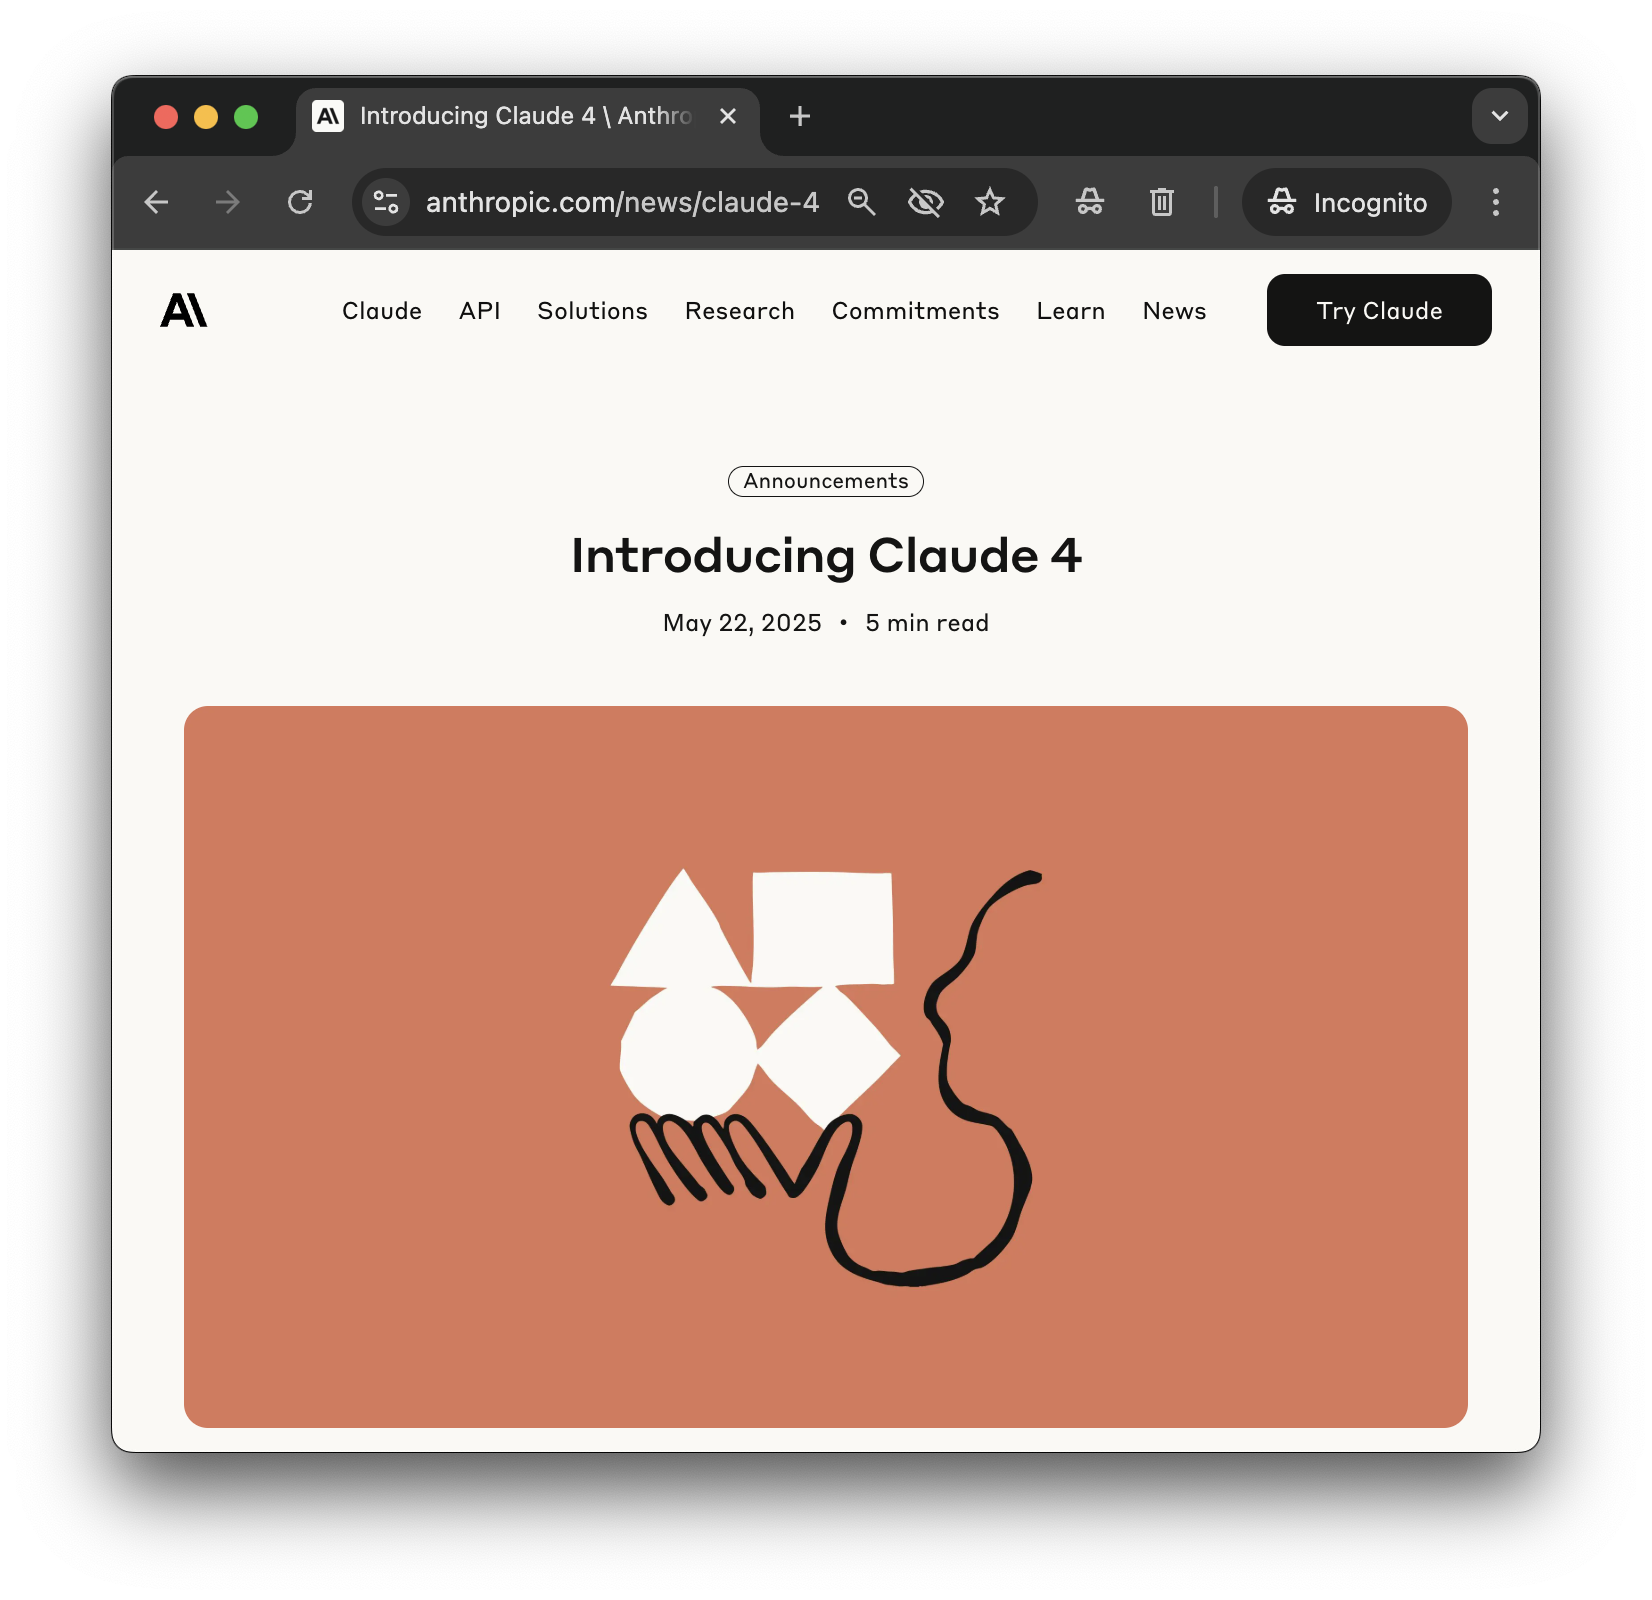 Introducing Claude 4 \ Anthro
anthropic.com/news/claude-4
Incognito
Claude API Solutions Research Commitments Learn News Try Claude
Announcements
Introducing Claude 4
May 22, 2025 • 5 min read